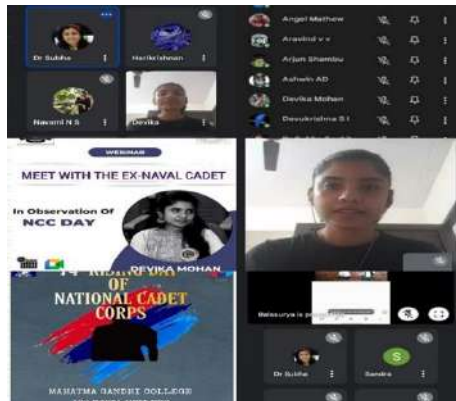 Dr Subha
Harikrishnan
Navami N S
Devika
Angel Mathew
Aravind v v
Arjun Shambu
Ashwin AD
Devika Mohan
Devukrishna S I
WEBINAR
MEET WITH THE EX-NAVAL CADET
In Observation Of
NCC DAY
DEVIKA MOHAN
RISING DAY
OF
NATIONAL CADET
CORPS
MAHATMA GANDHI COLLEGE
Balasurya is
Dr Subha
S
Sandra